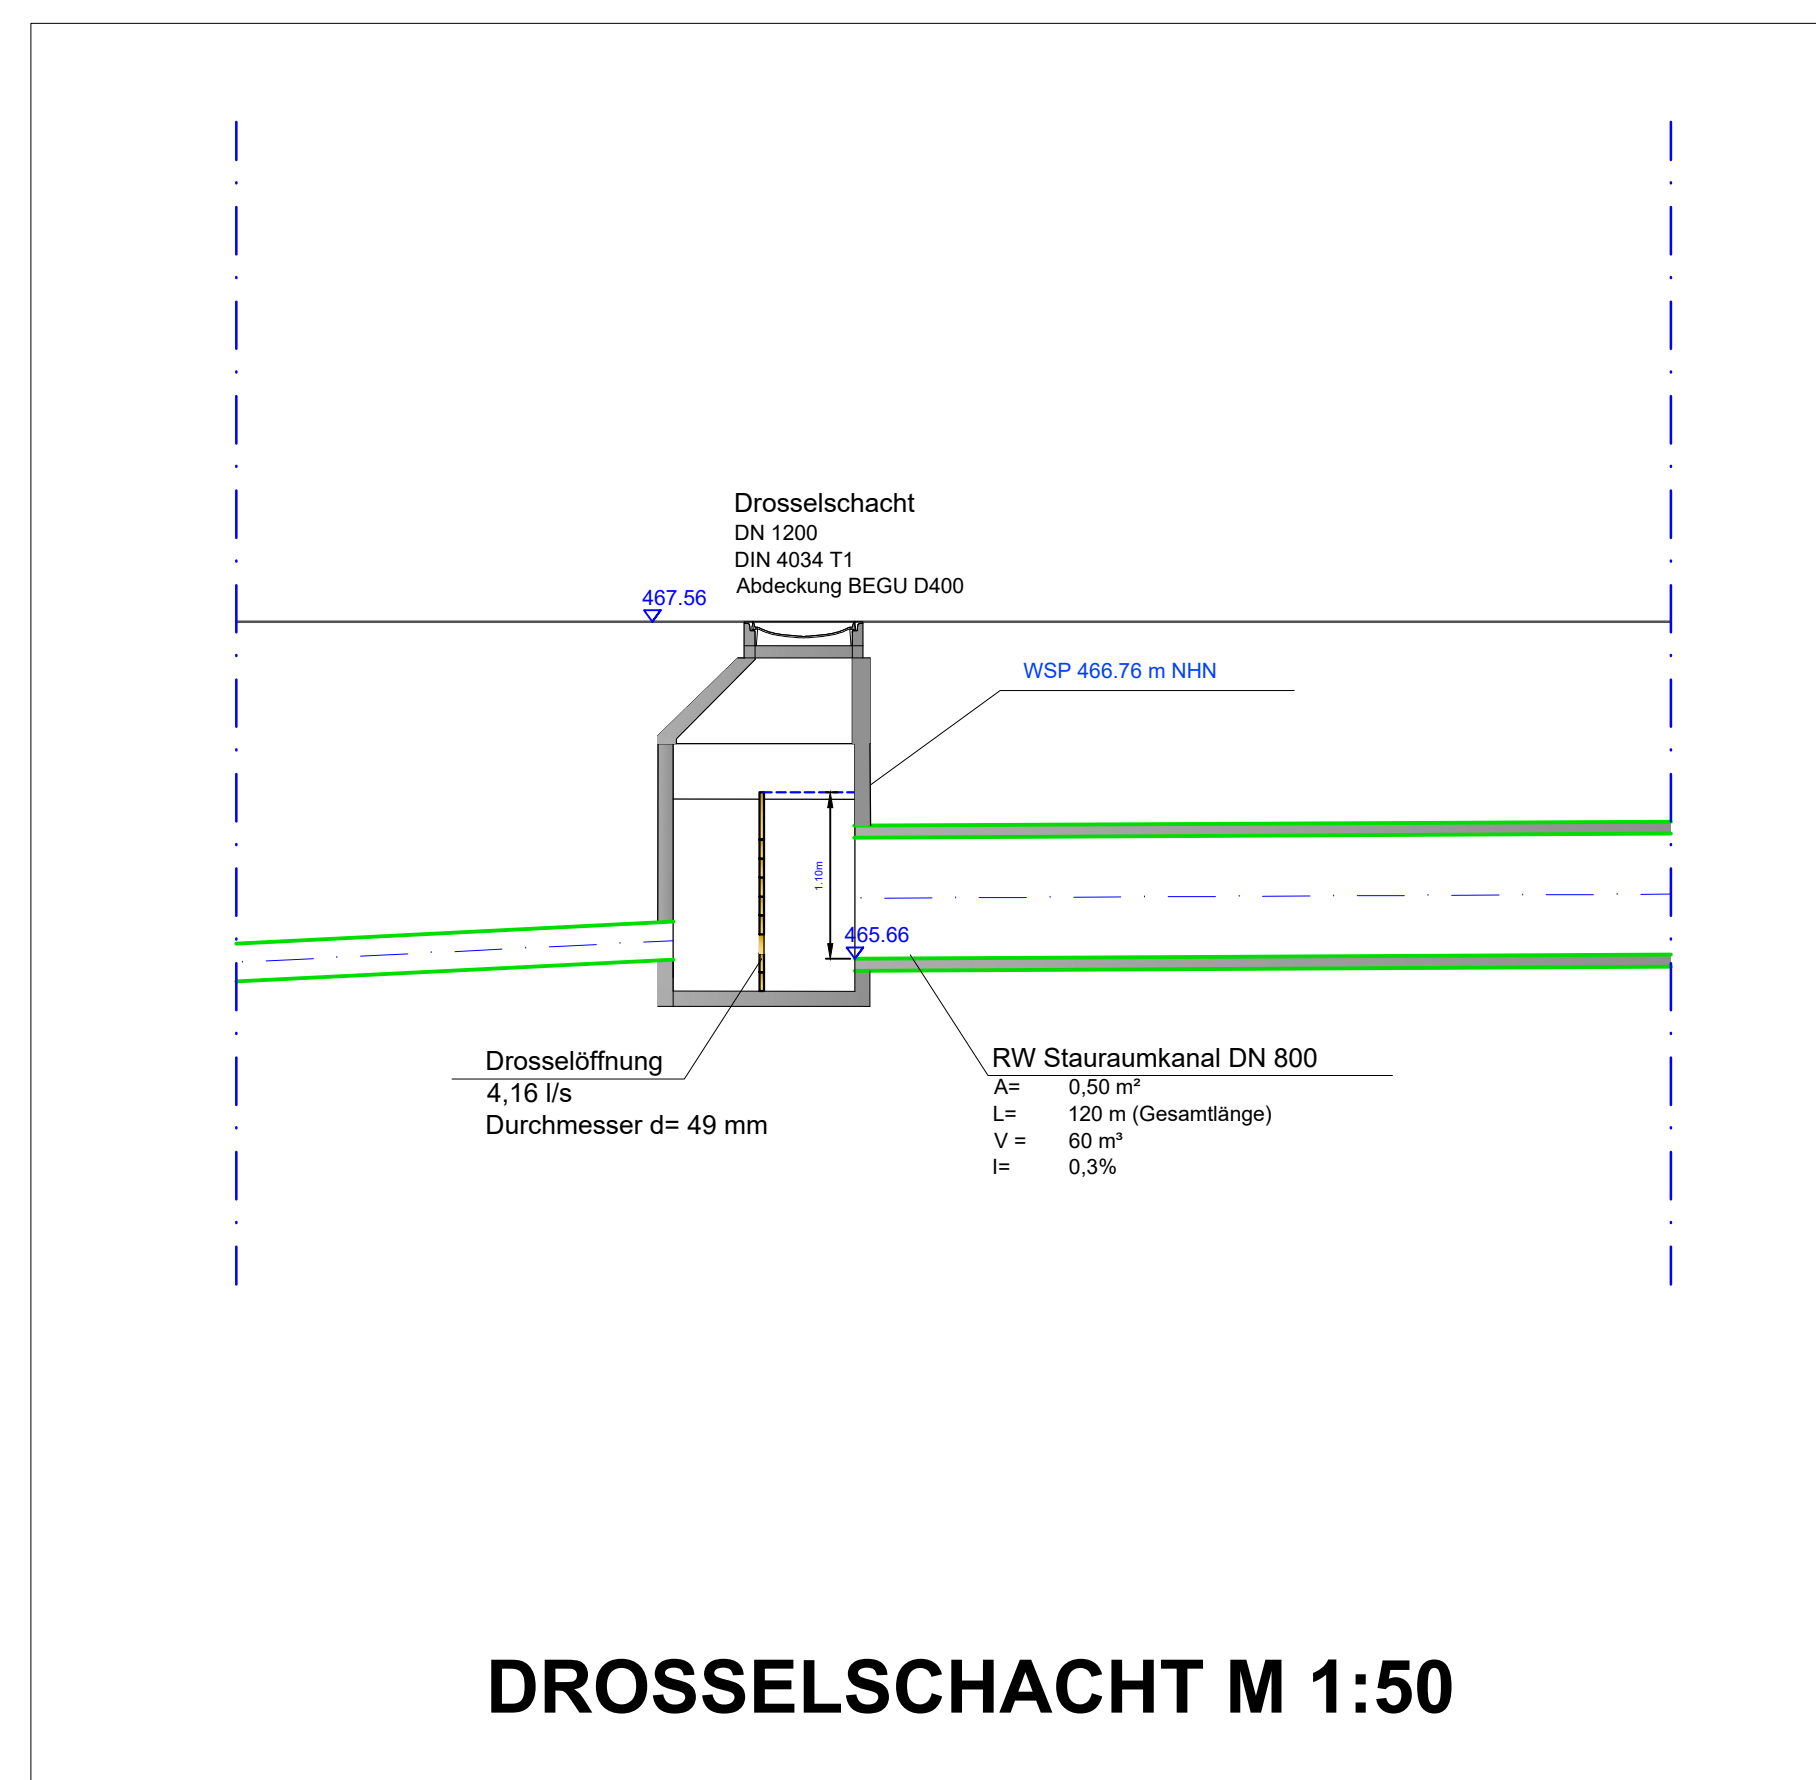 Drosselschacht
DN 1200
DIN 4034 T1
Abdeckung BEGU D400
467.56
WSP 466.76 m NHN
1.10m
465.66
Drosselöffnung
4,16 l/s
Durchmesser d= 49 mm
RW Stauraumkanal DN 800
A= 0,50 m²
L= 120 m (Gesamtlänge)
V = 60 m³
I= 0,3%
DROSSELSCHACHT M 1:50